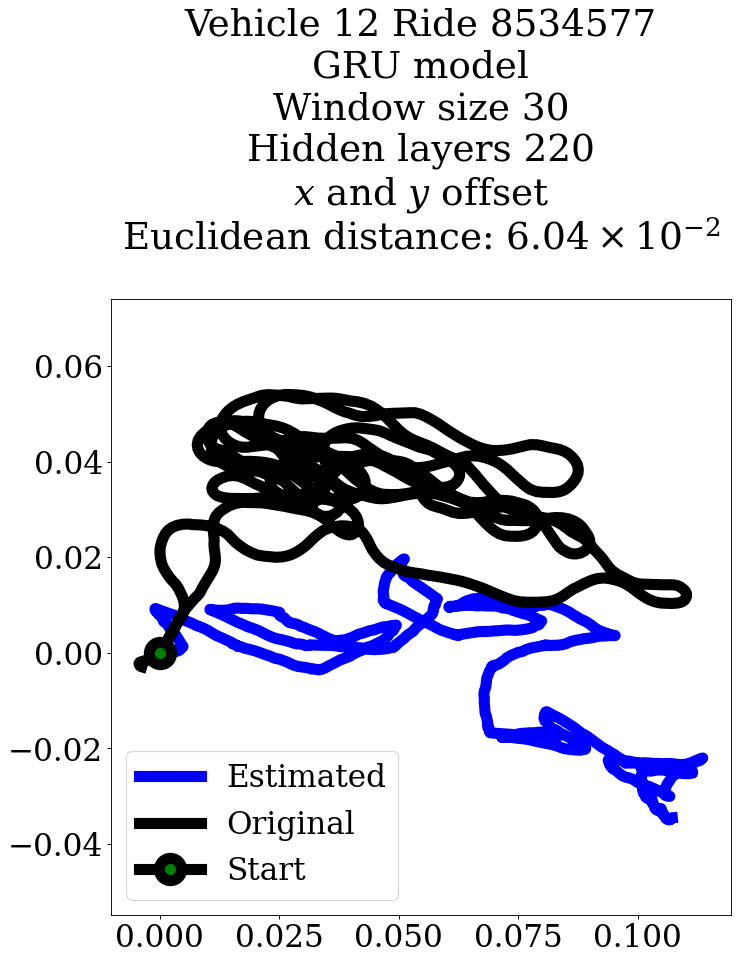 Vehicle 12 Ride 8534577
GRU model
Window size 30
Hidden layers 220
x and y offset
Euclidean distance: 6.04 × 10⁻²
0.06
0.04
0.02
0.00
−0.02
−0.04
Estimated
Original
Start
0.000 0.025 0.050 0.075 0.100